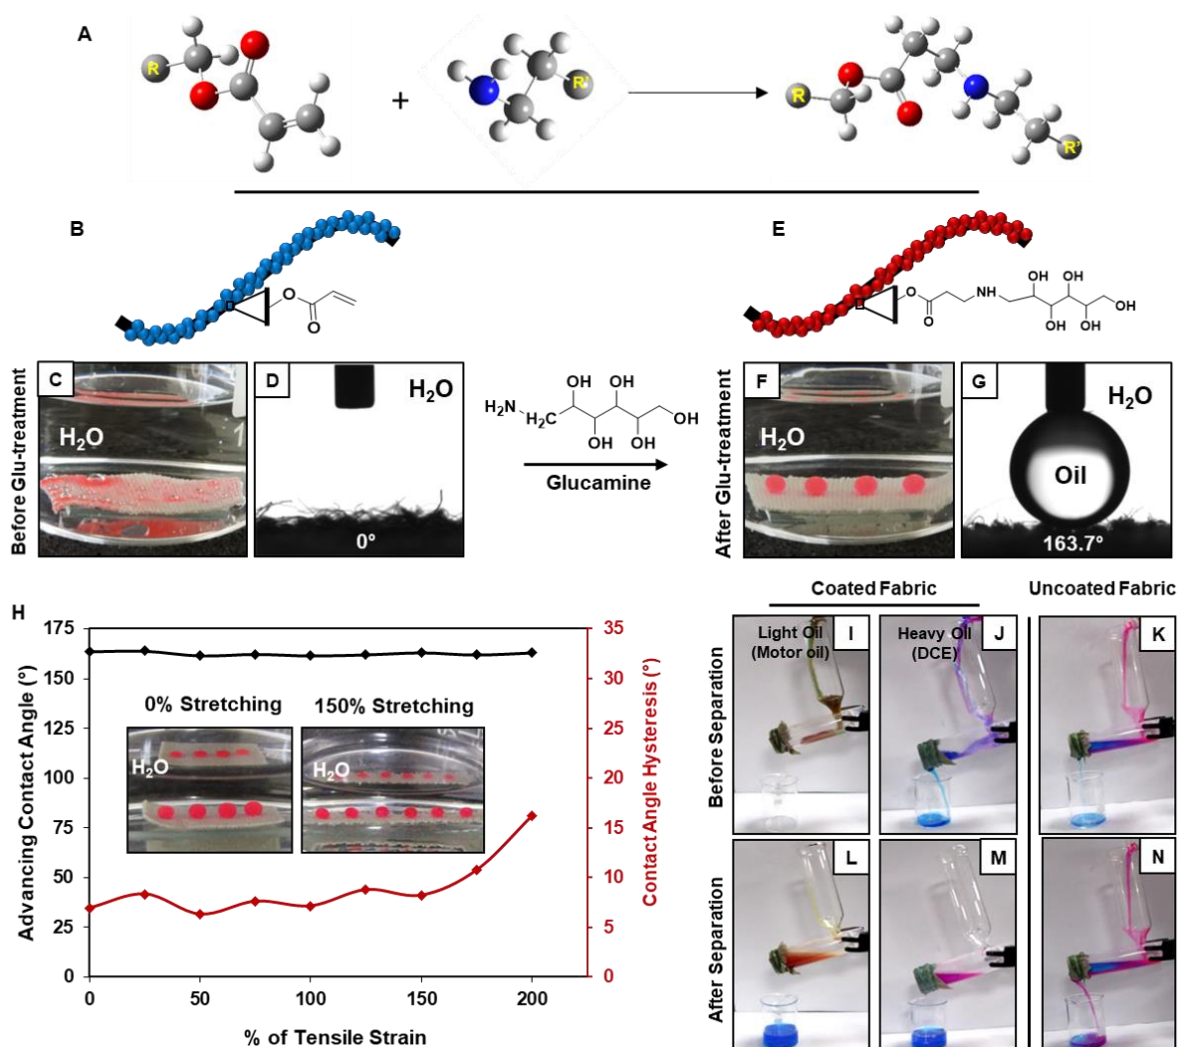 A
R
+
R'
R
R'
B
O
O
E
O
O
NH
OH
OH
OH
OH
OH
Before Glu-treatment
C
H₂O
D
H₂O
0°
OH OH
H₂N
H₂C
OH
OH OH
Glucamine
After Glu-treatment
F
H₂O
G
H₂O
Oil
163.7°
H
Advancing Contact Angle (°)
175
150
125
100
75
50
25
0
0% Stretching
H₂O
150% Stretching
H₂O
35
30
25
20
15
10
5
0
Contact Angle Hysteresis (°)
0 50 100 150 200
% of Tensile Strain
Coated Fabric
Uncoated Fabric
Before Separation
Light Oil
(Motor oil)
I
Heavy Oil
(DCE)
J
K
After Separation
L
M
N